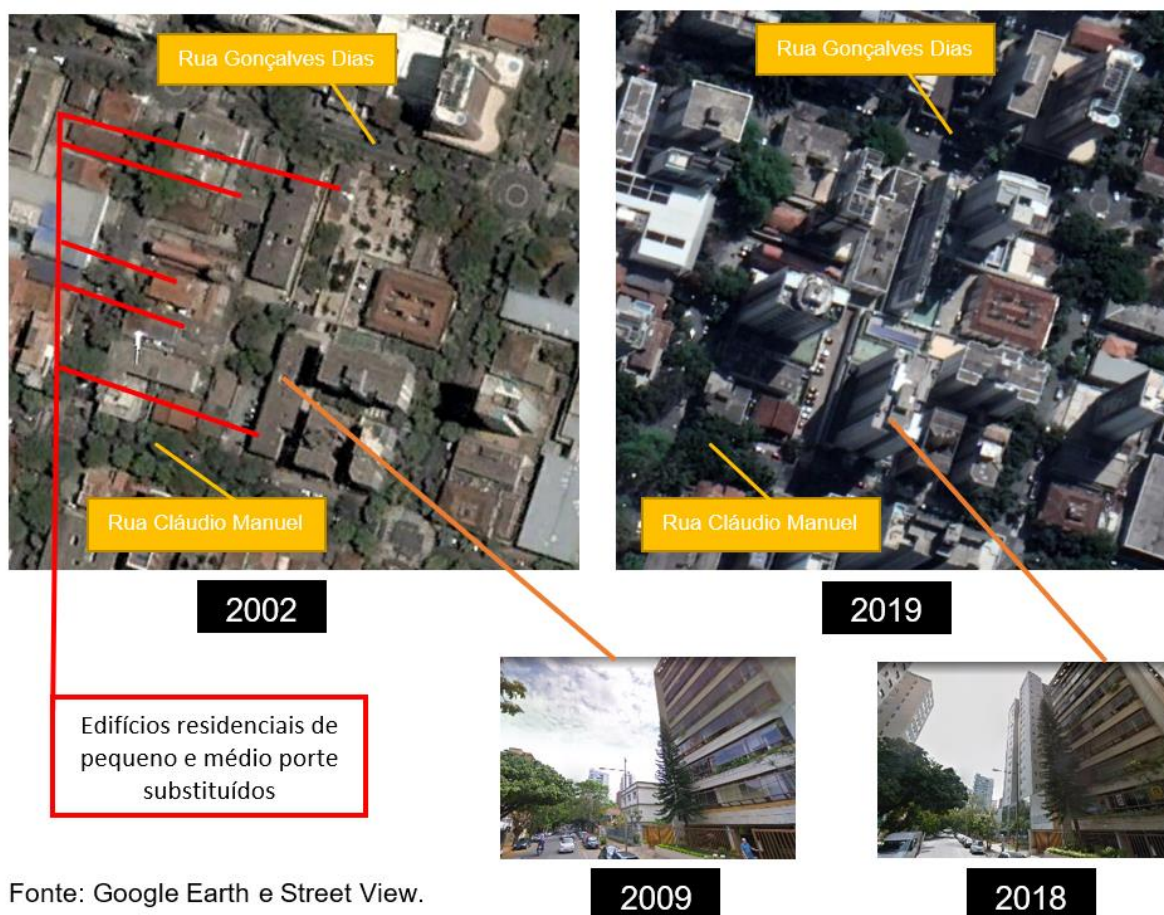 Rua Gonçalves Dias
Rua Gonçalves Dias
Rua Cláudio Manuel
Rua Cláudio Manuel
2002
2019
Edifícios residenciais de
pequeno e médio porte
substituídos
Fonte: Google Earth e Street View.
2009
2018